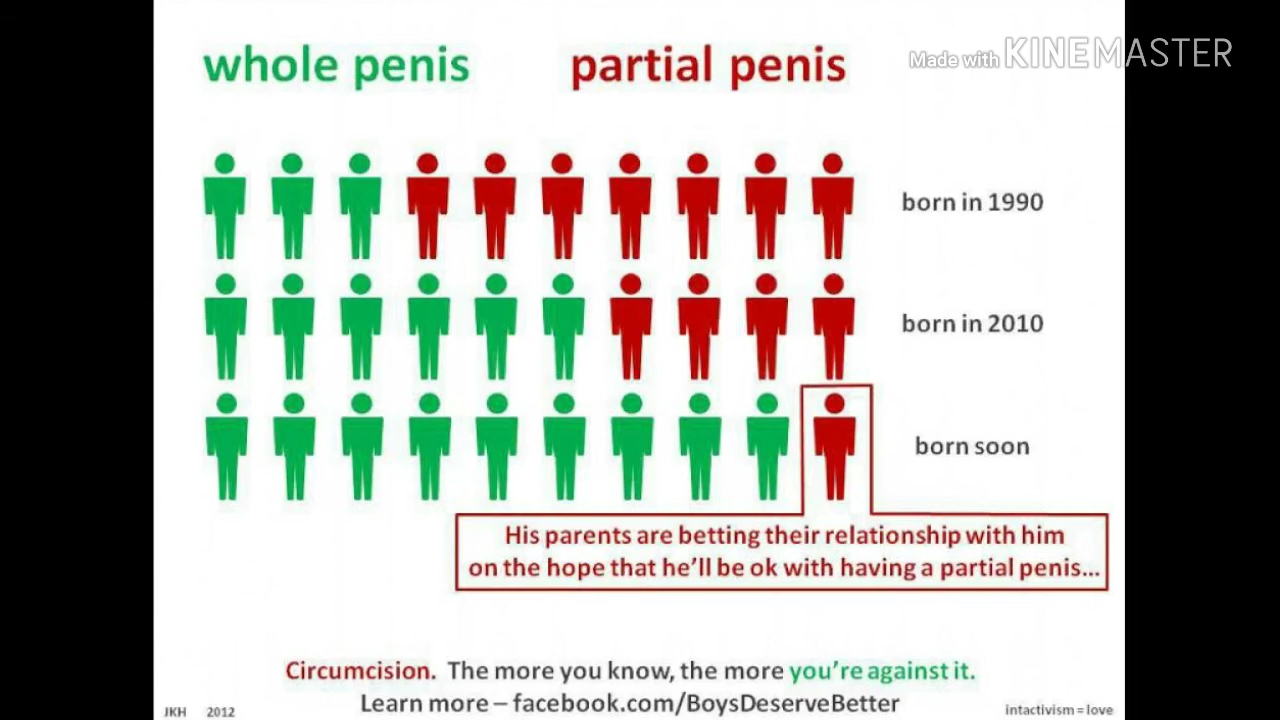 whole penis partial penis
Made with KINEMASTER
born in 1990
born in 2010
born soon
His parents are betting their relationship with him
on the hope that he'll be ok with having a partial penis...
Circumcision. The more you know, the more you're against it.
Learn more – facebook.com/BoysDeserveBetter
JKH 2012
intactivism = love